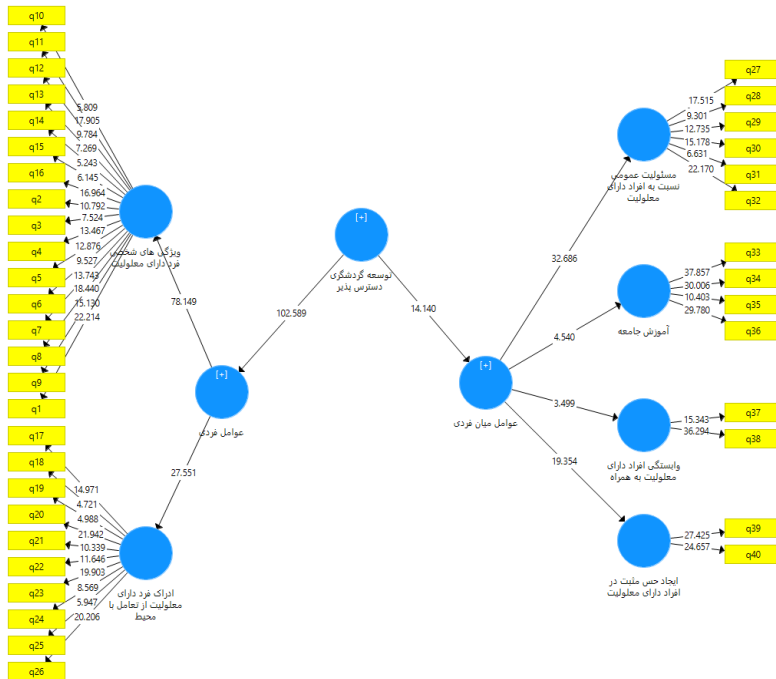 q10
q11
q12
q13
q14
q15
q16
q2
q3
q4
q5
q6
q7
q8
q9
q1
5.809
17.905
9.784
7.269
5.243
6.145
16.964
10.792
7.524
13.467
12.876
9.527
13.743
18.440
15.130
22.214
ویژگی های شخصی
فرد دارای معلولیت
78.149
[+]
توسعه گردشگری
دسترس پذیر
102.589
14.140
[+]
عوامل فردی
27.551
[+]
عوامل میان فردی
32.686
4.540
3.499
19.354
q17
q18
q19
q20
q21
q22
q23
q24
q25
q26
14.971
4.721
4.988
21.942
10.339
11.646
19.903
8.569
5.947
20.206
ادراک فرد دارای
معلولیت از تعامل با
محیط
مسئولیت عمومی
نسبت به افراد دارای
معلولیت
17.515
9.301
12.735
15.178
6.631
22.170
q27
q28
q29
q30
q31
q32
آموزش جامعه
37.857
30.006
10.403
29.780
q33
q34
q35
q36
وابستگی افراد دارای
معلولیت به همراه
15.343
36.294
q37
q38
ایجاد حس مثبت در
افراد دارای معلولیت
27.425
24.657
q39
q40